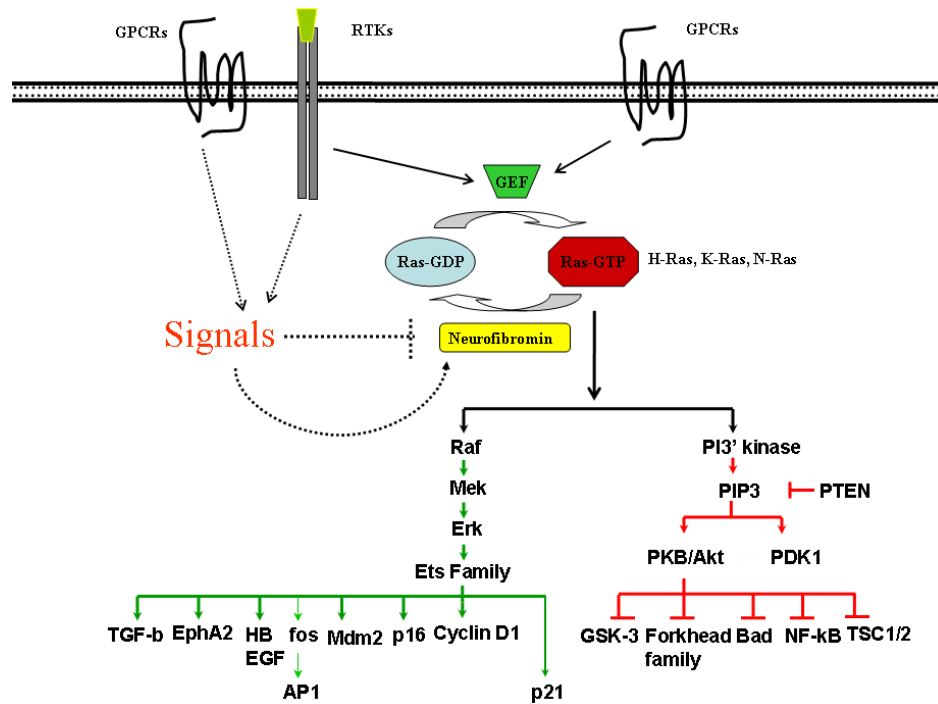 GPCRs
RTKs
GPCRs
GEF
Ras-GDP
Ras-GTP
H-Ras, K-Ras, N-Ras
Signals
Neurofibromin
Raf
PI3' kinase
Mek
PIP3
PTEN
Erk
PKB/Akt
PDK1
Ets Family
TGF-b
EphA2
HB
EGF
fos
Mdm2
p16
Cyclin D1
GSK-3
Forkhead
family
Bad
NF-kB
TSC1/2
AP1
p21